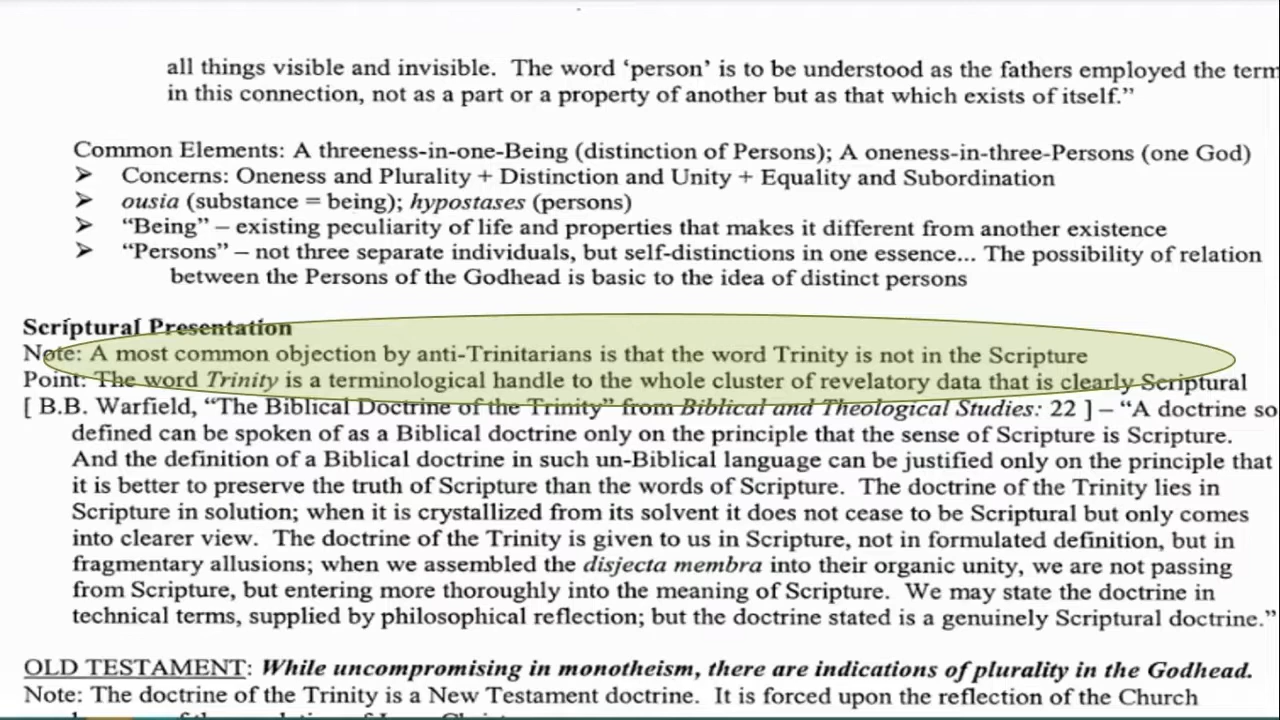 all things visible and invisible.  The word ‘person’ is to be understood as the fathers employed the term
in this connection, not as a part or a property of another but as that which exists of itself.”
Common Elements: A threeness-in-one-Being (distinction of Persons); A oneness-in-three-Persons (one God)
➢ Concerns: Oneness and Plurality + Distinction and Unity + Equality and Subordination
➢ ousia (substance = being); hypostases (persons)
➢ “Being” – existing peculiarity of life and properties that makes it different from another existence
➢ “Persons” – not three separate individuals, but self-distinctions in one essence... The possibility of relation
between the Persons of the Godhead is basic to the idea of distinct persons
Scriptural Presentation
Note: A most common objection by anti-Trinitarians is that the word Trinity is not in the Scripture
Point: The word Trinity is a terminological handle to the whole cluster of revelatory data that is clearly Scriptural
[ B.B. Warfield, “The Biblical Doctrine of the Trinity” from Biblical and Theological Studies: 22 ] – “A doctrine so
defined can be spoken of as a Biblical doctrine only on the principle that the sense of Scripture is Scripture.
And the definition of a Biblical doctrine in such un-Biblical language can be justified only on the principle that
it is better to preserve the truth of Scripture than the words of Scripture.  The doctrine of the Trinity lies in
Scripture in solution; when it is crystallized from its solvent it does not cease to be Scriptural but only comes
into clearer view.  The doctrine of the Trinity is given to us in Scripture, not in formulated definition, but in
fragmentary allusions; when we assembled the disjecta membra into their organic unity, we are not passing
from Scripture, but entering more thoroughly into the meaning of Scripture.  We may state the doctrine in
technical terms, supplied by philosophical reflection; but the doctrine stated is a genuinely Scriptural doctrine.”
OLD TESTAMENT: While uncompromising in monotheism, there are indications of plurality in the Godhead.
Note: The doctrine of the Trinity is a New Testament doctrine.  It is forced upon the reflection of the Church